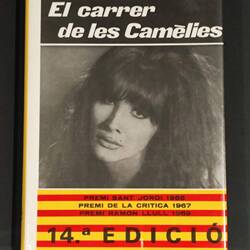 El carrer
de les Camèlies
PREMI SANT JORDI 1966
PREMI DE LA CRITICA 1967
PREMI RAMON LLULL 1969
14.ª EDICIÓ